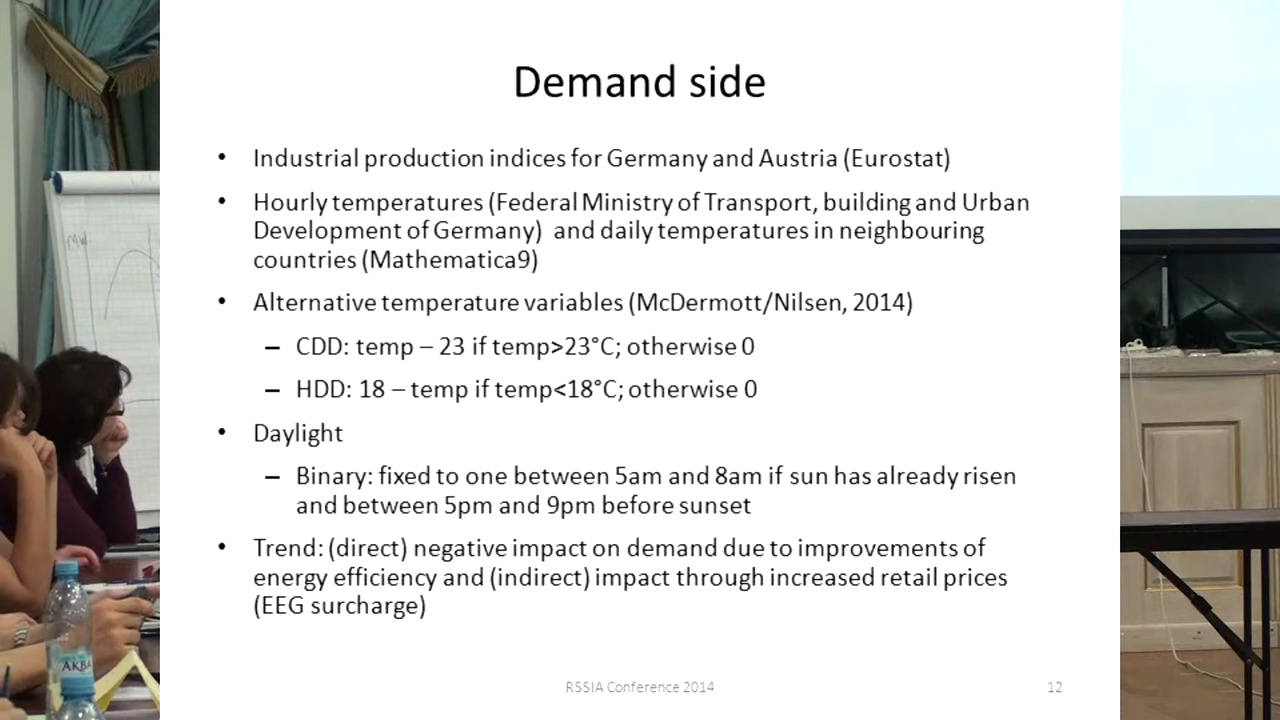 Demand side
• Industrial production indices for Germany and Austria (Eurostat)
• Hourly temperatures (Federal Ministry of Transport, building and Urban
Development of Germany) and daily temperatures in neighbouring
countries (Mathematica9)
• Alternative temperature variables (McDermott/Nilsen, 2014)
– CDD: temp – 23 if temp>23°C; otherwise 0
– HDD: 18 – temp if temp<18°C; otherwise 0
• Daylight
– Binary: fixed to one between 5am and 8am if sun has already risen
and between 5pm and 9pm before sunset
• Trend: (direct) negative impact on demand due to improvements of
energy efficiency and (indirect) impact through increased retail prices
(EEG surcharge)
RSSIA Conference 2014
12